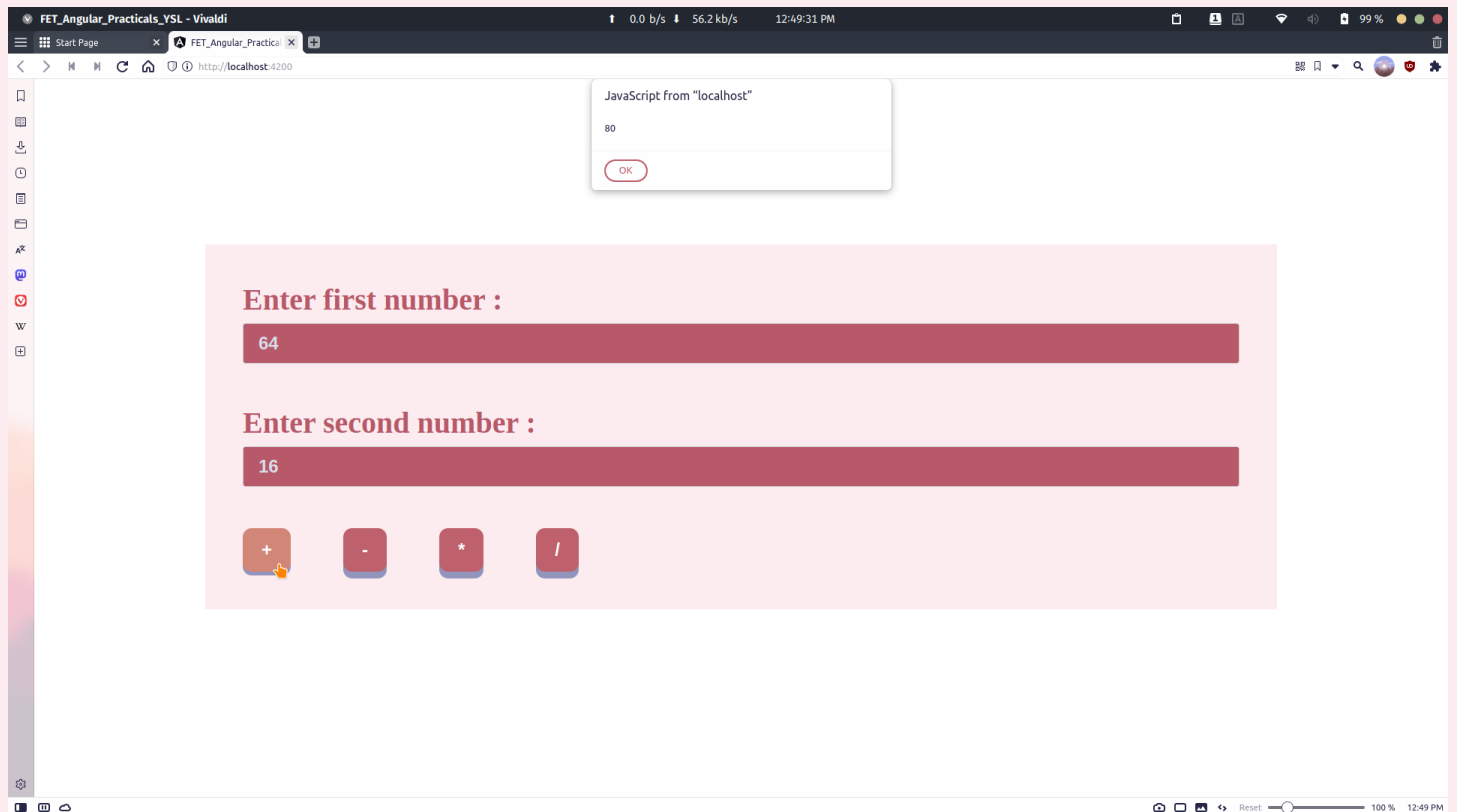 FET_Angular_Practicals_YSL - Vivaldi
0.0 b/s 56.2 kb/s 12:49:31 PM
1 A 99 %
Start Page
FET_Angular_Practica
http://localhost:4200
JavaScript from “localhost”
80
OK
Enter first number :
64
Enter second number :
16
+ - * /
W
Reset 100 % 12:49 PM